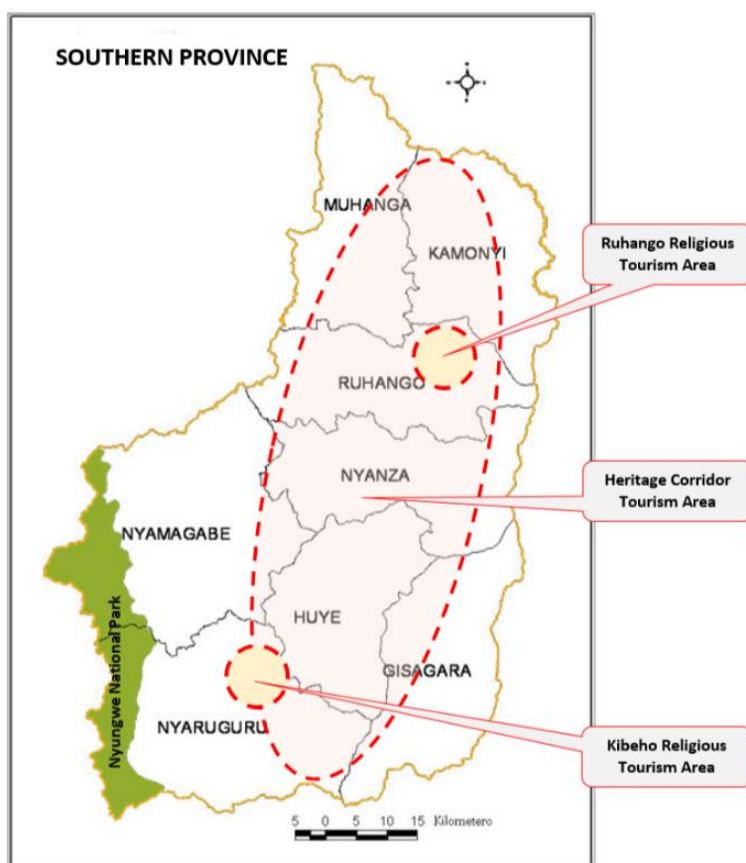 SOUTHERN PROVINCE
MUHANGA
KAMONYI
Ruhango Religious
Tourism Area
RUHANGO
NYANZA
Heritage Corridor
Tourism Area
NYAMAGABE
HUYE
Nyungwe National Park
GISAGARA
NYARUGURU
Kibeho Religious
Tourism Area
5 0 5 10 15 Kilometero